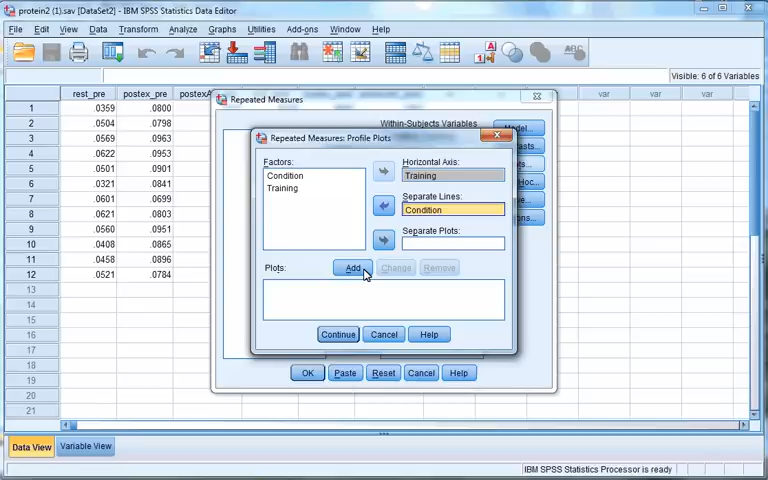 protein2 (1).sav [DataSet2] - IBM SPSS Statistics Data Editor
File Edit View Data Transform Analyze Graphs Utilities Add-ons Window Help
Visible: 6 of 6 Variables
rest_pre postex_pre var var var
1 .0359 .0800
2 .0504 .0798
3 .0569 .0963
4 .0622 .0953
5 .0501 .0901
6 .0321 .0841
7 .0601 .0699
8 .0621 .0803
9 .0560 .0951
10 .0408 .0865
11 .0458 .0896
12 .0521 .0784
13
14
15
16
17
18
19
20
21
Repeated Measures
Within-Subjects Variables
Repeated Measures: Profile Plots
Factors:
Condition
Training
Horizontal Axis:
Training
Separate Lines:
Condition
Separate Plots:
Plots: Add Change Remove
Continue Cancel Help
OK Paste Reset Cancel Help
Data View Variable View
IBM SPSS Statistics Processor is ready